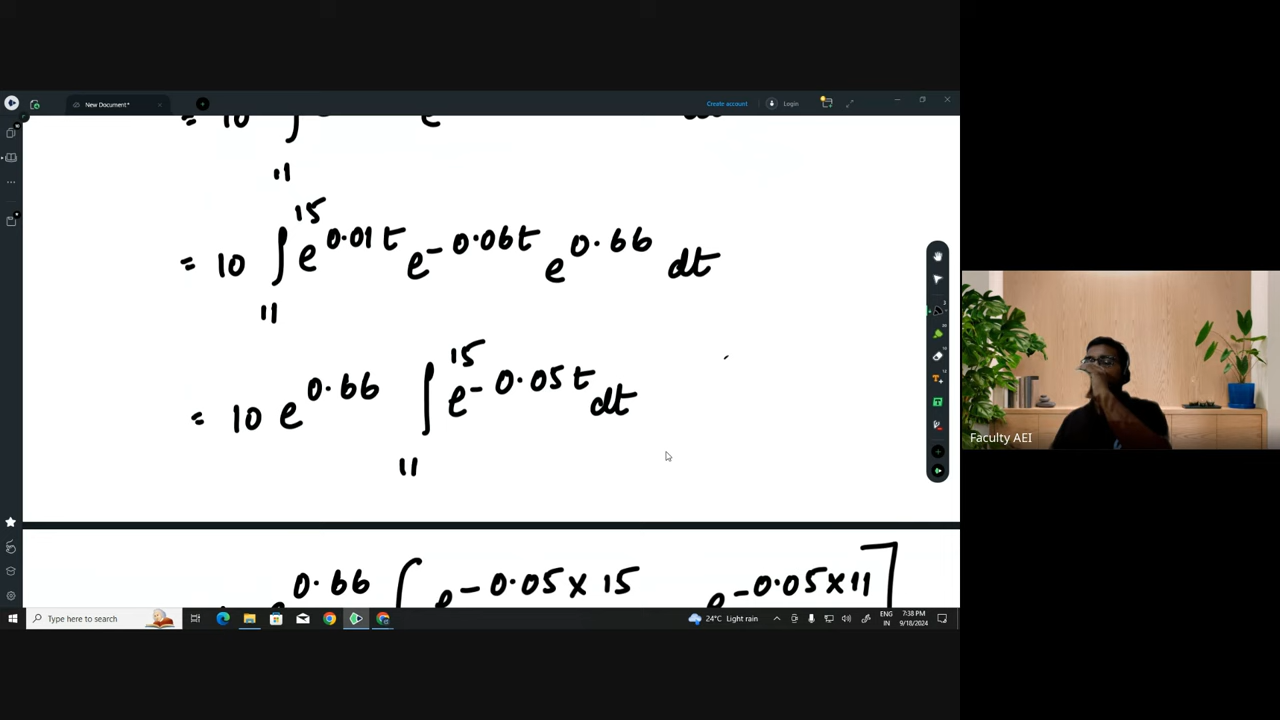 New Document*
Create account
Login
= 10 ∫
11
15
= 10 ∫ e^0.01t e^-0.06t e^0.66 dt
11
15
= 10 e^0.66 ∫ e^-0.05t dt
11
e^0.66 [ e^-0.05×15 e^-0.05×11 ]
Faculty AEI
Type here to search
24°C Light rain
ENG
IN
7:38 PM
9/18/2024